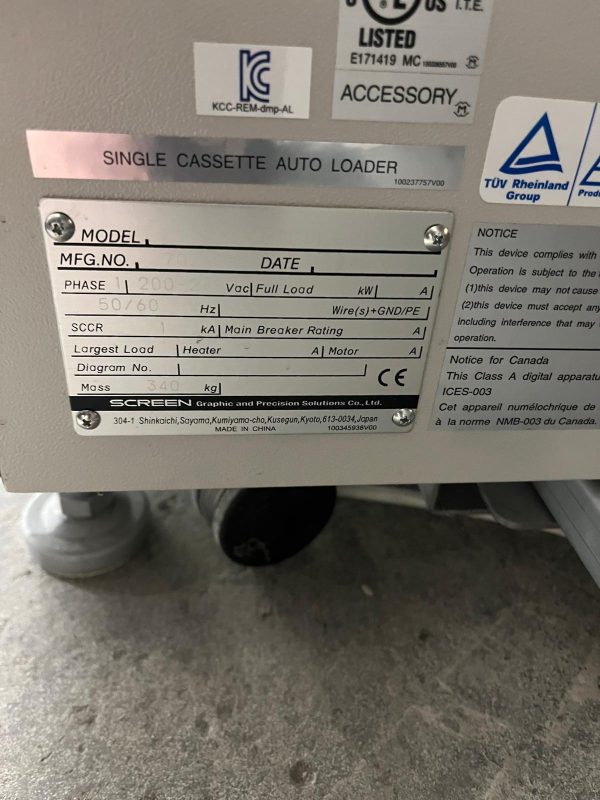 US I.T.E.
LISTED
E171419 MC
ACCESSORY
KCC-REM-dmp-AL
SINGLE CASSETTE AUTO LOADER
100237757V00
TÜV Rheinland
Group
MODEL
MFG.NO. DATE
PHASE 1 200-2 Vac Full Load kW A
50/60 Hz Wire(s)+GND/PE
SCCR 1 kA Main Breaker Rating A
Largest Load Heater A Motor A
Diagram No.
CE
Mass 340 kg
SCREEN Graphic and Precision Solutions Co., Ltd.
304-1 Shinkaichi,Sayama,Kumiyama-cho,Kusegun,Kyoto,613-0034,Japan
MADE IN CHINA 100345936V00
NOTICE
This device complies with
Operation is subject to the
(1)this device may not cause
(2)this device must accept any
including interference that may
operation.
Notice for Canada
This Class A digital apparatu
ICES-003
Cet appareil numélochrique de
à la norme NMB-003 du Canada.